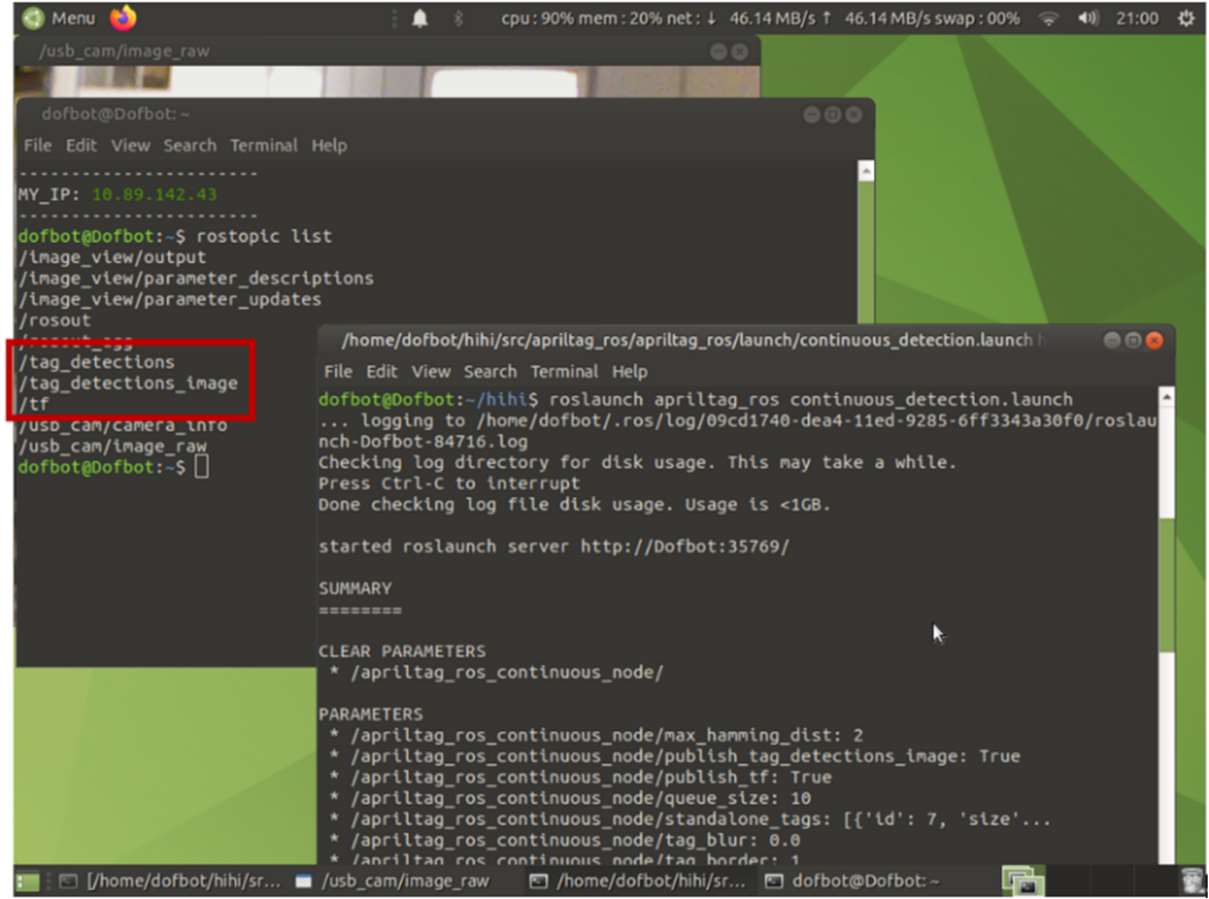 Menu cpu : 90% mem : 20% net : ↓ 46.14 MB/s ↑ 46.14 MB/s swap : 00% 21:00
/usb_cam/image_raw
dofbot@Dofbot: ~
File Edit View Search Terminal Help
-----------------------
MY_IP: 10.89.142.43
-----------------------
dofbot@Dofbot:~$ rostopic list
/image_view/output
/image_view/parameter_descriptions
/image_view/parameter_updates
/rosout
/rosout_agg
/tag_detections
/tag_detections_image
/tf
/usb_cam/camera_info
/usb_cam/image_raw
dofbot@Dofbot:~$
/home/dofbot/hihi/src/apriltag_ros/apriltag_ros/launch/continuous_detection.launch h
File Edit View Search Terminal Help
dofbot@Dofbot:~/hihi$ roslaunch apriltag_ros continuous_detection.launch
... logging to /home/dofbot/.ros/log/09cd1740-dea4-11ed-9285-6ff3343a30f0/roslau
nch-Dofbot-84716.log
Checking log directory for disk usage. This may take a while.
Press Ctrl-C to interrupt
Done checking log file disk usage. Usage is <1GB.
started roslaunch server http://Dofbot:35769/
SUMMARY
========
CLEAR PARAMETERS
* /apriltag_ros_continuous_node/
PARAMETERS
* /apriltag_ros_continuous_node/max_hamming_dist: 2
* /apriltag_ros_continuous_node/publish_tag_detections_image: True
* /apriltag_ros_continuous_node/publish_tf: True
* /apriltag_ros_continuous_node/queue_size: 10
* /apriltag_ros_continuous_node/standalone_tags: [{'id': 7, 'size'...
* /apriltag_ros_continuous_node/tag_blur: 0.0
* /apriltag_ros_continuous_node/tag_border: 1
[/home/dofbot/hihi/sr... /usb_cam/image_raw /home/dofbot/hihi/sr... dofbot@Dofbot: ~